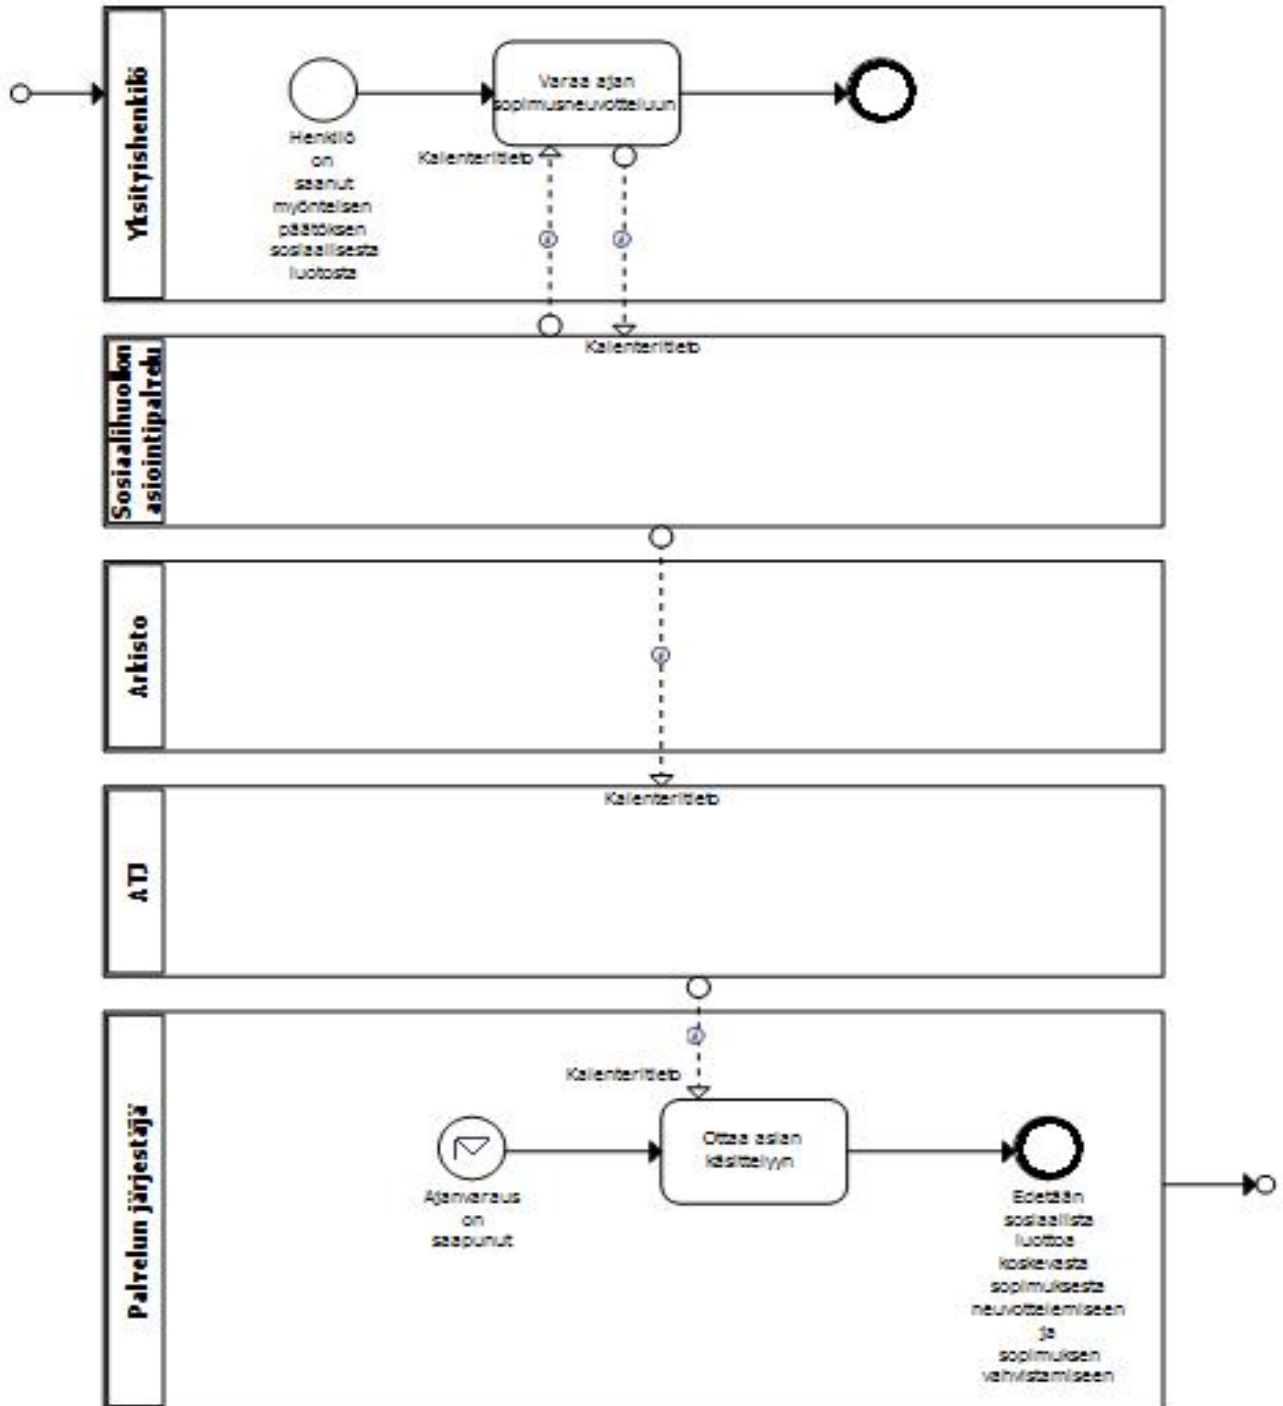 Yksityishenkilö
Henkilö
on
saanut
myönteisen
päätöksen
sosiaalisesta
luotosta
Varaa ajan
sopimusneuvotteluun
Kalenteritieto
Sosiaalihuollon
asiointipalvelu
Kalenteritieto
Arkisto
ATJ
Kalenteritieto
Palvelun järjestäjä
Kalenteritieto
Ajanvaraus
on
saapunut
Ottaa asian
käsittelyyn
Edetään
sosiaalista
luottoa
koskevasta
sopimuksesta
neuvottelemiseen
ja
sopimuksen
vahvistamiseen